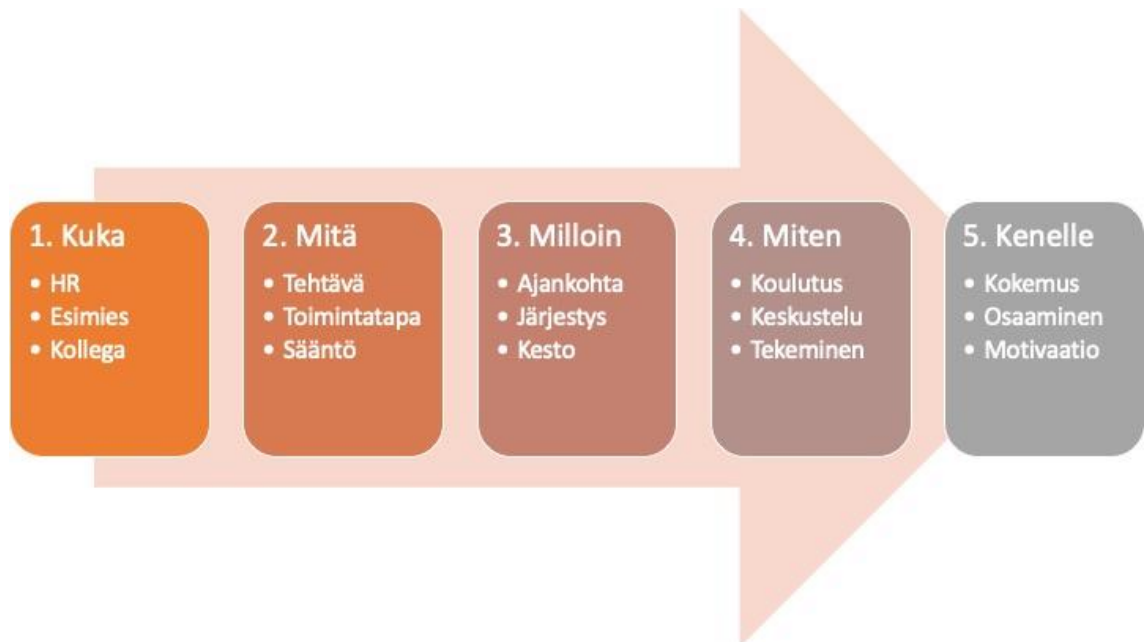 1. Kuka
• HR
• Esimies
• Kollega
2. Mitä
• Tehtävä
• Toimintatapa
• Sääntö
3. Milloin
• Ajankohta
• Järjestys
• Kesto
4. Miten
• Koulutus
• Keskustelu
• Tekeminen
5. Kenelle
• Kokemus
• Osaaminen
• Motivaatio